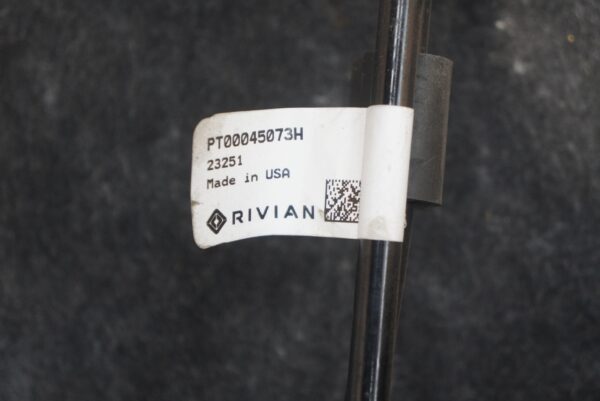 PT00045073H
23251
Made in USA
RIVIAN